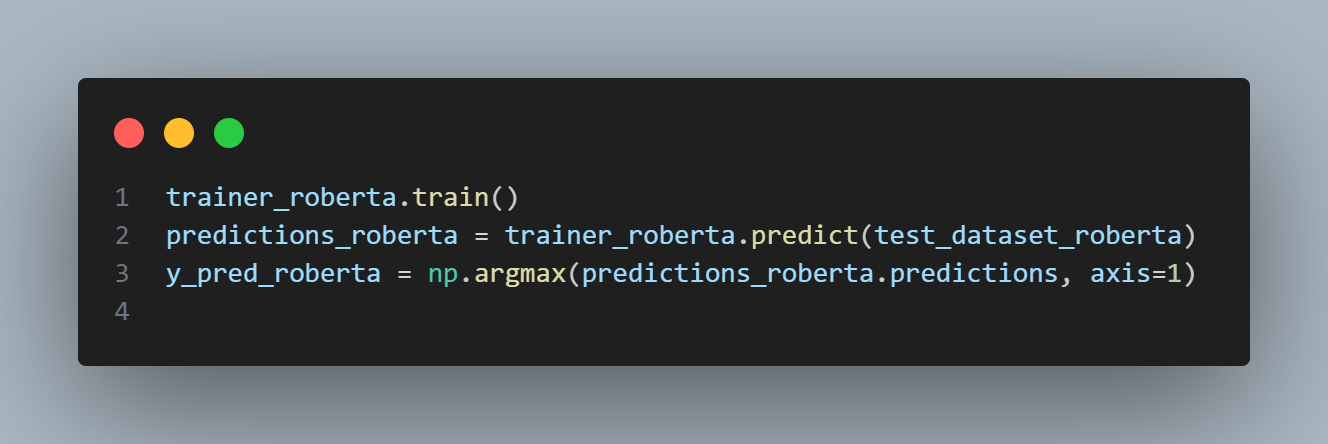 1 trainer_roberta.train()
2 predictions_roberta = trainer_roberta.predict(test_dataset_roberta)
3 y_pred_roberta = np.argmax(predictions_roberta.predictions, axis=1)
4